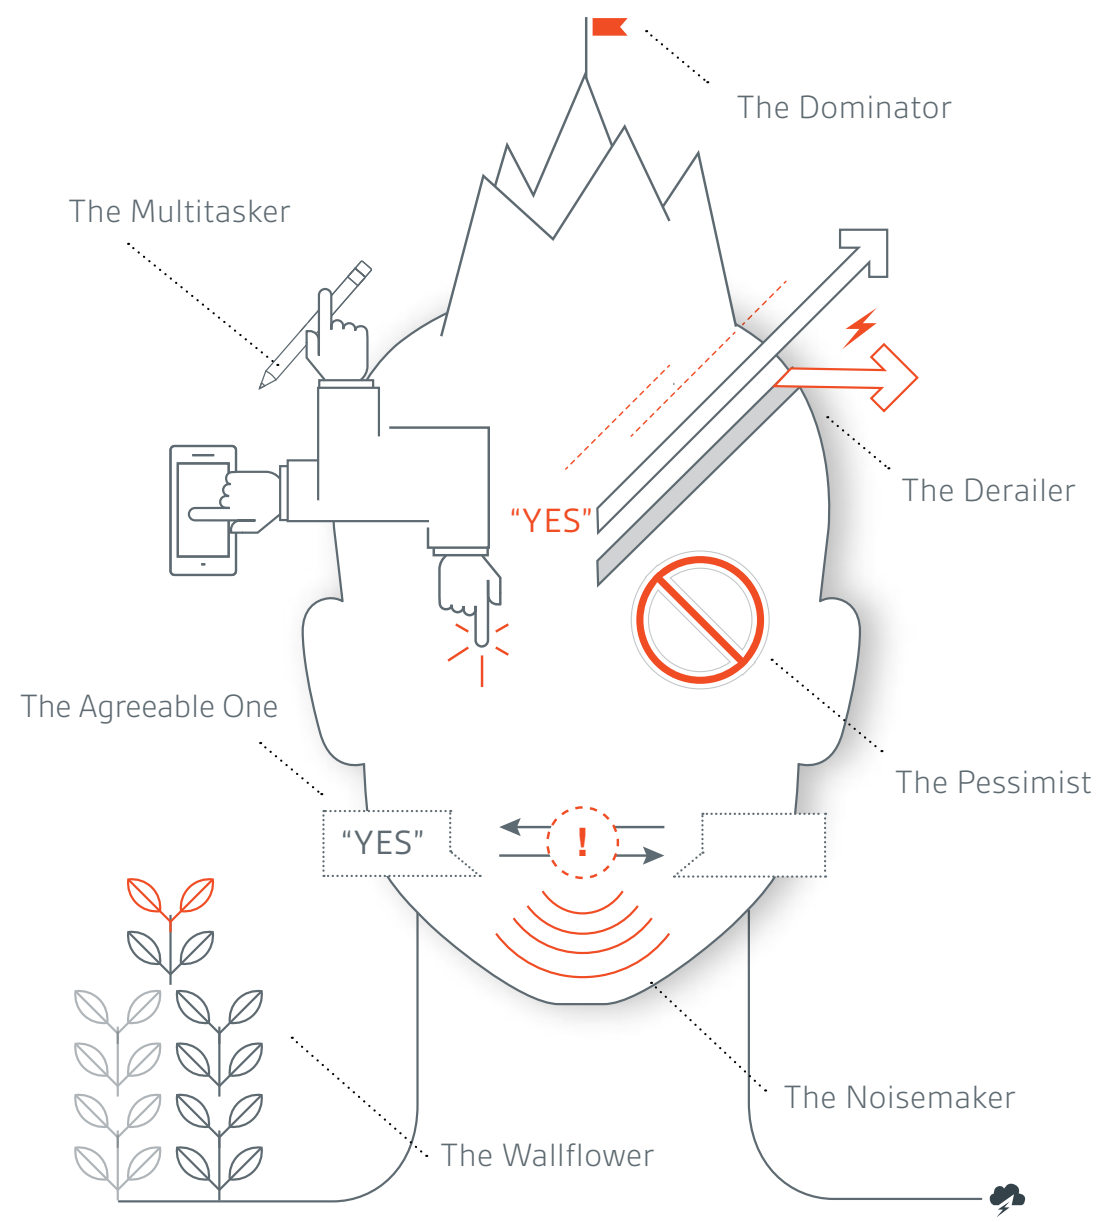 The Dominator
The Multitasker
The Derailer
“YES”
The Agreeable One
The Pessimist
“YES”
!
The Noisemaker
The Wallflower